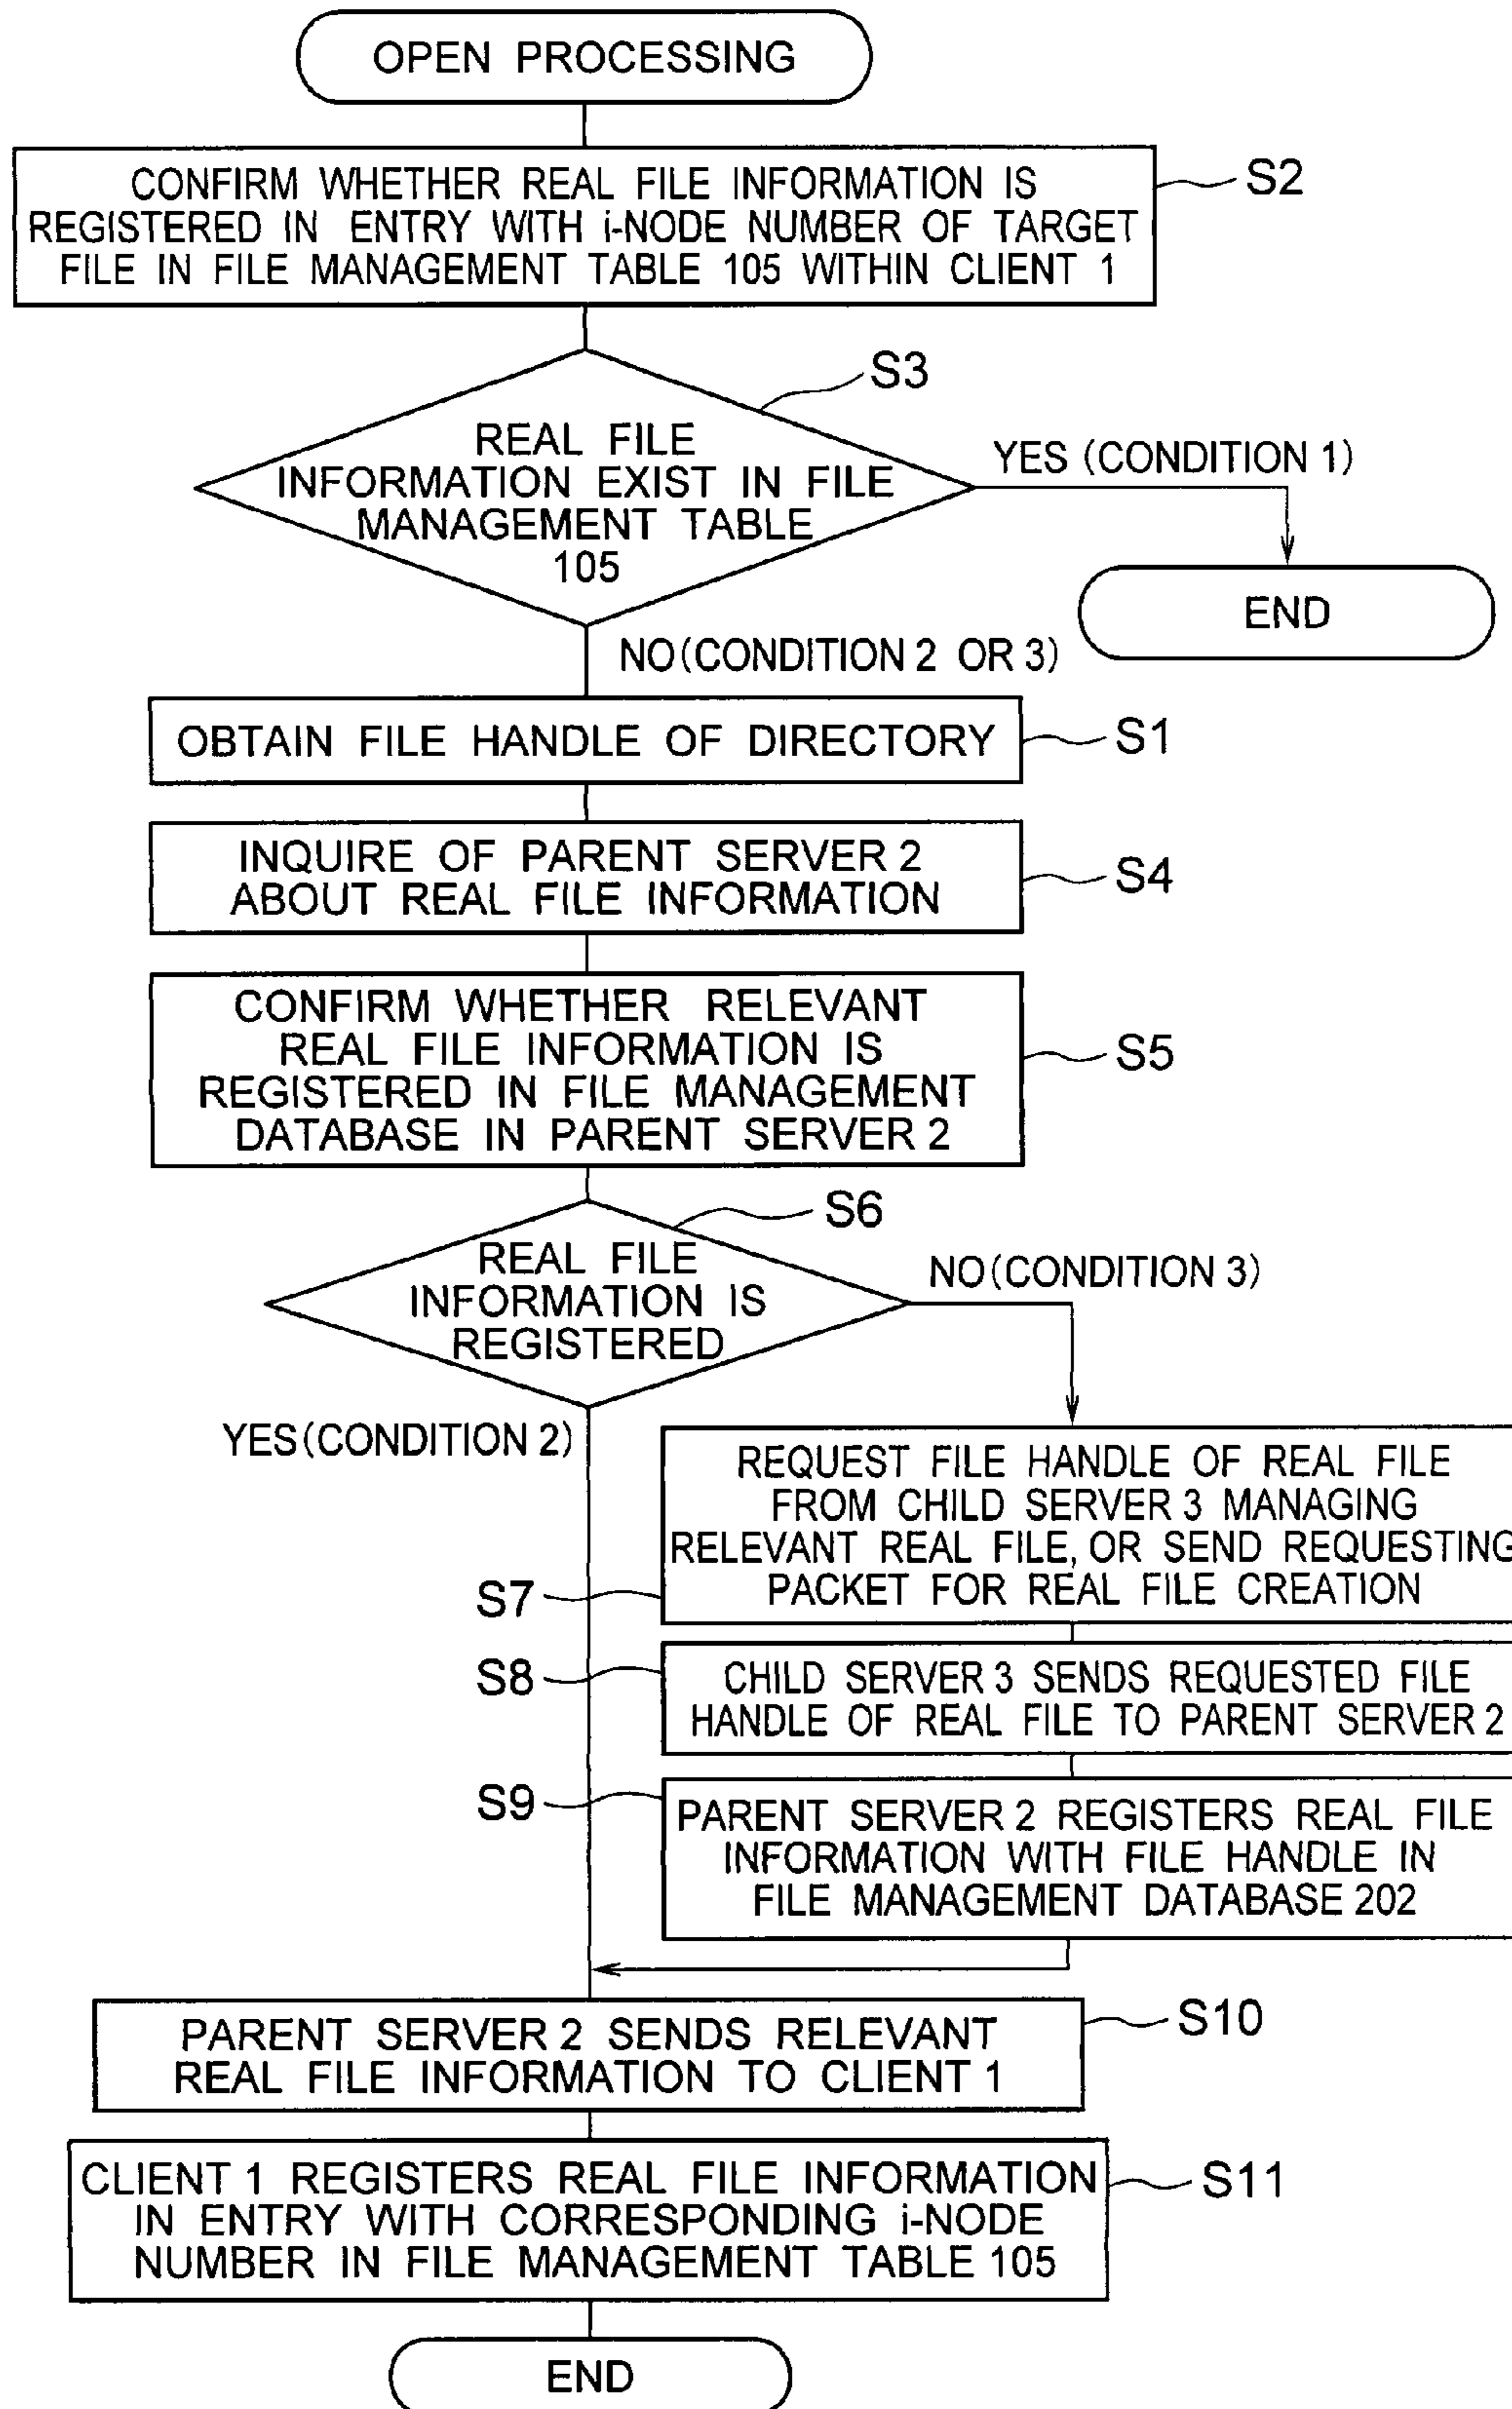 OPEN PROCESSING
CONFIRM WHETHER REAL FILE INFORMATION IS
REGISTERED IN ENTRY WITH i-NODE NUMBER OF TARGET
FILE IN FILE MANAGEMENT TABLE 105 WITHIN CLIENT 1
S2
S3
REAL FILE
INFORMATION EXIST IN FILE
MANAGEMENT TABLE
105
YES (CONDITION 1)
END
NO(CONDITION 2 OR 3)
OBTAIN FILE HANDLE OF DIRECTORY
S1
INQUIRE OF PARENT SERVER 2
ABOUT REAL FILE INFORMATION
S4
CONFIRM WHETHER RELEVANT
REAL FILE INFORMATION IS
REGISTERED IN FILE MANAGEMENT
DATABASE IN PARENT SERVER 2
S5
S6
REAL FILE
INFORMATION IS
REGISTERED
NO(CONDITION 3)
YES(CONDITION 2)
REQUEST FILE HANDLE OF REAL FILE
FROM CHILD SERVER 3 MANAGING
RELEVANT REAL FILE, OR SEND REQUESTING
PACKET FOR REAL FILE CREATION
S7
S8
CHILD SERVER 3 SENDS REQUESTED FILE
HANDLE OF REAL FILE TO PARENT SERVER 2
S9
PARENT SERVER 2 REGISTERS REAL FILE
INFORMATION WITH FILE HANDLE IN
FILE MANAGEMENT DATABASE 202
PARENT SERVER 2 SENDS RELEVANT
REAL FILE INFORMATION TO CLIENT 1
S10
CLIENT 1 REGISTERS REAL FILE INFORMATION
IN ENTRY WITH CORRESPONDING i-NODE
NUMBER IN FILE MANAGEMENT TABLE 105
S11
END